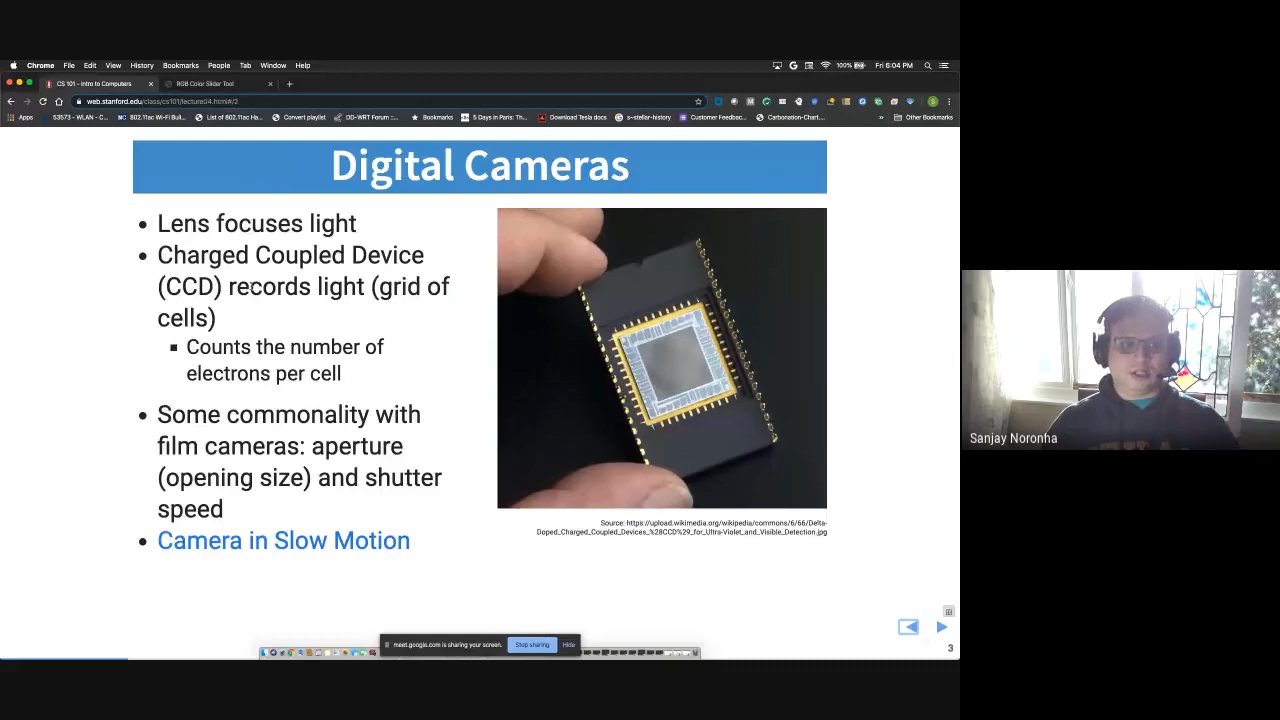 Chrome File Edit View History Bookmarks People Tab Window Help 100% Fri 6:04 PM
CS 101 - Intro to Computers RGB Color Slider Tool
web.stanford.edu/class/cs101/lecture04.html#/2
Apps 53573 - WLAN - C... 802.11ac Wi-Fi Buil... List of 802.11ac Ha... Convert playlist DD-WRT Forum ::... Bookmarks 5 Days in Paris: Th... Download Tesla docs s-stellar-history Customer Feedbac... Carbonation-Chart.... » Other Bookmarks
Digital Cameras
• Lens focuses light
• Charged Coupled Device
(CCD) records light (grid of
cells)
▪ Counts the number of
electrons per cell
• Some commonality with
film cameras: aperture
(opening size) and shutter
speed
• Camera in Slow Motion
Source: https://upload.wikimedia.org/wikipedia/commons/6/66/Delta-
Doped_Charged_Coupled_Devices_%28CCD%29_for_Ultra-Violet_and_Visible_Detection.jpg
Sanjay Noronha
meet.google.com is sharing your screen. Stop sharing Hide
3